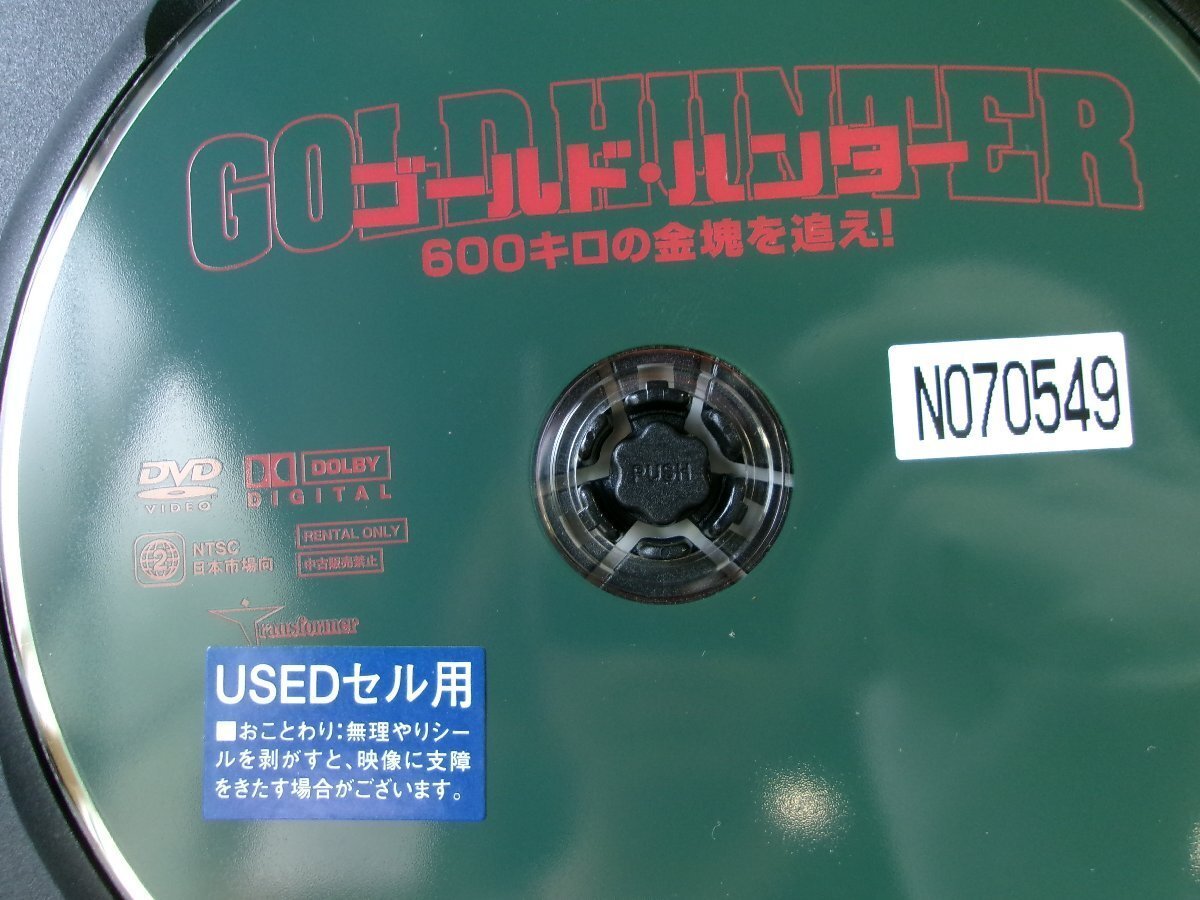 GOLD HUNTER
ゴールド・ハンター
600キロの金塊を追え!
N070549
PUSH
DVD
VIDEO
DOLBY
DIGITAL
2
NTSC
日本市場向
RENTAL ONLY
中古販売禁止
Transformer
USEDセル用
■おことわり:無理やりシー
ルを剥がすと、映像に支障
をきたす場合がございます。